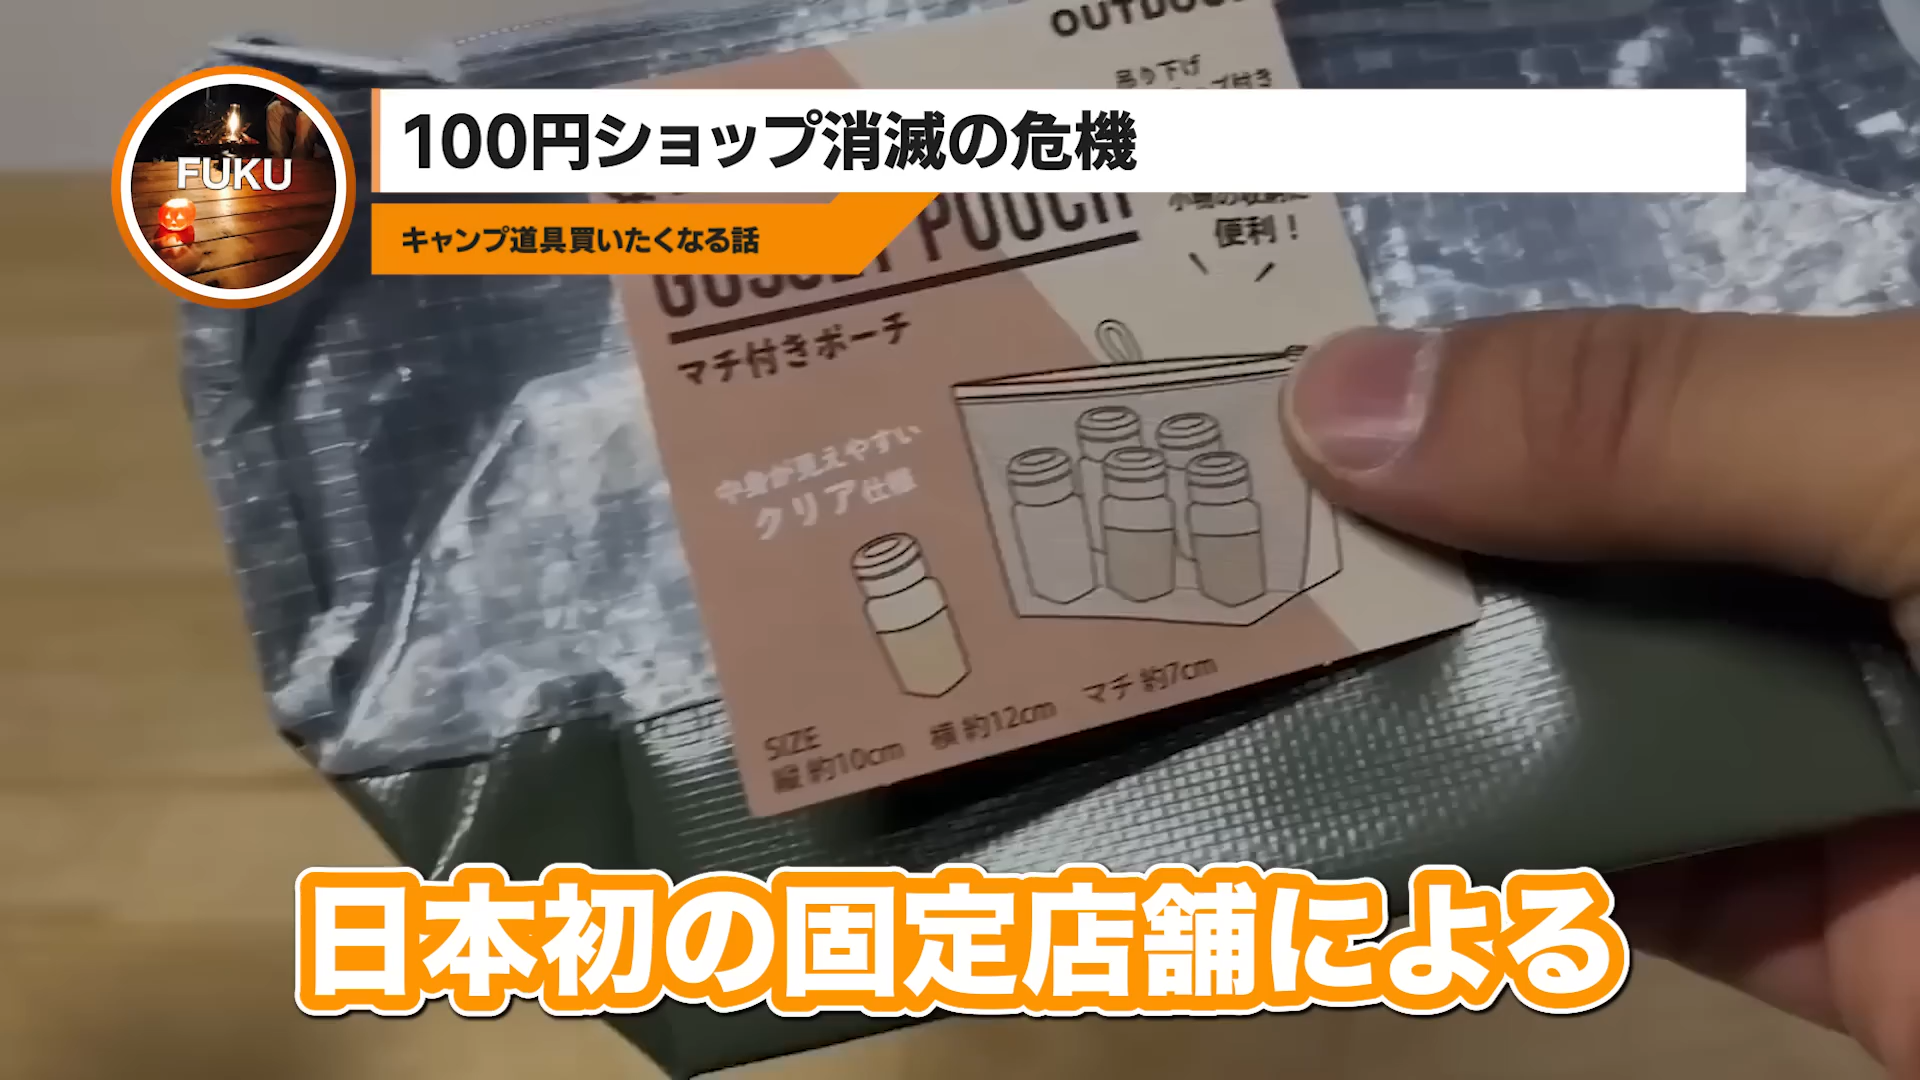 FUKU
100円ショップ消滅の危機
キャンプ道具買いたくなる話
吊り下げ
便利！
POUCH
マチ付きポーチ
中身が見えやすい
クリア仕様
SIZE
縦 約10cm 横 約12cm マチ 約7cm
日本初の固定店舗による